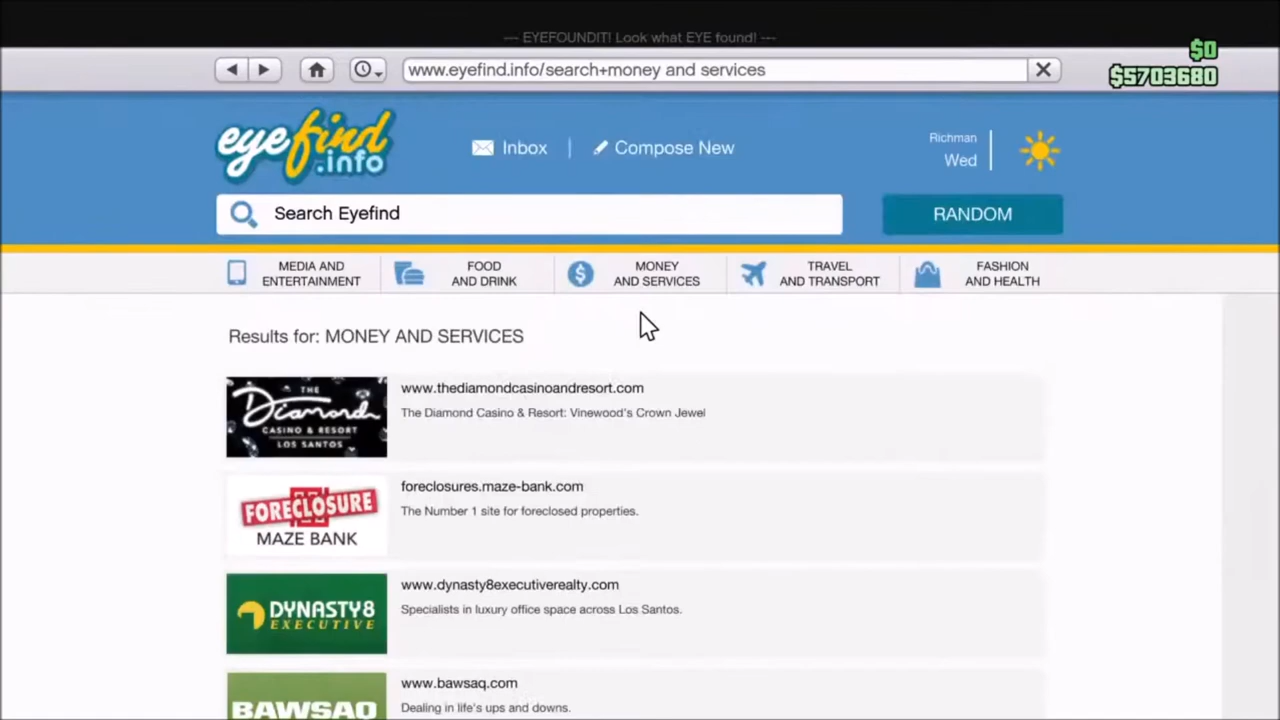 --- EYEFOUNDIT! Look what EYE found! ---
$0
www.eyefind.info/search+money and services
$5703680
eyefind
.info
Inbox
Compose New
Richman
Wed
Search Eyefind
RANDOM
MEDIA AND
ENTERTAINMENT
FOOD
AND DRINK
MONEY
AND SERVICES
TRAVEL
AND TRANSPORT
FASHION
AND HEALTH
Results for: MONEY AND SERVICES
THE
Diamond
CASINO & RESORT
LOS SANTOS
www.thediamondcasinoandresort.com
The Diamond Casino & Resort: Vinewood's Crown Jewel
FORECLOSURE
MAZE BANK
foreclosures.maze-bank.com
The Number 1 site for foreclosed properties.
DYNASTY8
EXECUTIVE
www.dynasty8executiverealty.com
Specialists in luxury office space across Los Santos.
BAWSAQ
www.bawsaq.com
Dealing in life's ups and downs.